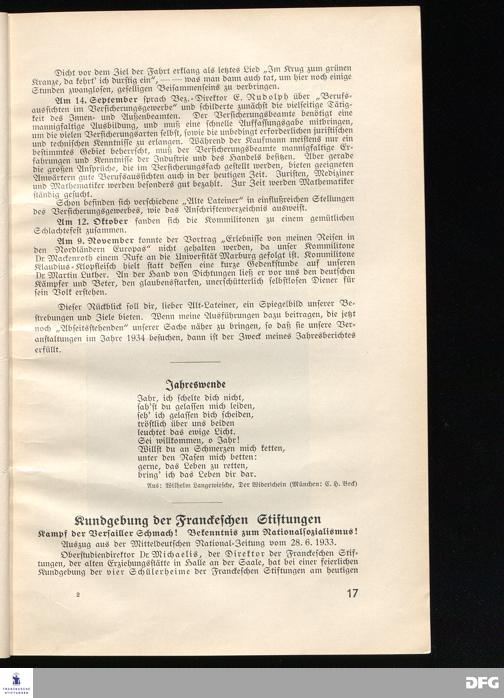 Dicht vor dem Ziel der Fahrt erklang als letztes Lied „Im Krug zum grünen
Kranze, da kehrt' ich durstig ein", — — was man dann auch tat, um hier noch einige
Stunden zwanglosen, geselligen Beisammenseins zu verbringen.
Am 14. September sprach Bez.-Direktor E. Rudolph über „Berufs-
aussichten im Versicherungsgewerbe" und schilderte zunächst die vielseitige Tätig-
keit des Innen- und Außenbeamten. Der Versicherungsbeamte benötigt eine
mannigfaltige Ausbildung, und muß eine schnelle Auffassungsgabe mitbringen,
um die vielen Versicherungsarten selbst, sowie die unbedingt erforderlichen juristischen
und technischen Kenntnisse zu erlangen. Während der Kaufmann meistens nur ein
bestimmtes Gebiet beherrscht, muß der Versicherungsbeamte mannigfaltige Er-
fahrungen und Kenntnisse der Industrie und des Handels besitzen. Aber gerade
die großen Ansprüche, die im Versicherungsfach gestellt werden, bieten geeigneten
Anwärtern gute Berufsaussichten auch in der heutigen Zeit. Juristen, Mediziner
und Mathematiker werden besonders gut bezahlt. Zur Zeit werden Mathematiker
ständig gesucht.
Schon befinden sich verschiedene „Alte Lateiner" in einflußreichen Stellungen
des Versicherungsgewerbes, wie das Anschriftenverzeichnis ausweist.
Am 12. Oktober fanden sich die Kommilitonen zu einem gemütlichen
Schlachtefest zusammen.
Am 9. November konnte der Vortrag „Erlebnisse von meinen Reisen in
den Nordländern Europas" nicht gehalten werden, da unser Kommilitone
Dr. Mackenroth einem Rufe an die Universität Marburg gefolgt ist. Kommilitone
Klaudius-Klopfleisch hielt statt dessen eine kurze Gedenkstunde auf unseren
Dr. Martin Luther. An der Hand von Dichtungen ließ er vor uns den deutschen
Kämpfer und Beter, den glaubensstarken, unerschütterlich selbstlosen Diener für
sein Volk erstehen.
Dieser Rückblick soll dir, lieber Alt-Lateiner, ein Spiegelbild unserer Be-
strebungen und Ziele bieten. Wenn meine Ausführungen dazu beitragen, die jetzt
noch „Abseitsstehenden" unserer Sache näher zu bringen, so daß sie unsere Ver-
anstaltungen im Jahre 1934 besuchen, dann ist der Zweck meines Jahresberichtes
erfüllt.
Jahreswende
Jahr, ich schelte dich nicht,
sah'st du gelassen mich leiden,
seh' ich gelassen dich scheiden,
tröstlich über uns beiden
leuchtet das ewige Licht.
Sei willkommen, o Jahr!
Willst du an Schmerzen mich ketten,
unter den Rasen mich betten:
gerne, das Leben zu retten,
bring' ich das Leben dir dar.
Aus: Wilhelm Langewiesche, Der Widerschein (München: C. H. Beck)
Kundgebung der Franckeschen Stiftungen
Kampf der Versailler Schmach! Bekenntnis zum Nationalsozialismus!
Auszug aus der Mitteldeutschen National-Zeitung vom 28. 6. 1933.
Oberstudiendirektor Dr. Michaelis, der Direktor der Franckeschen Stif-
tungen, der alten Erziehungsstätte in Halle an der Saale, hat bei einer feierlichen
Kundgebung der vier Schülerheime der Franckeschen Stiftungen am heutigen
2
17
FRANCKESCHE
STIFTUNGEN
DFG